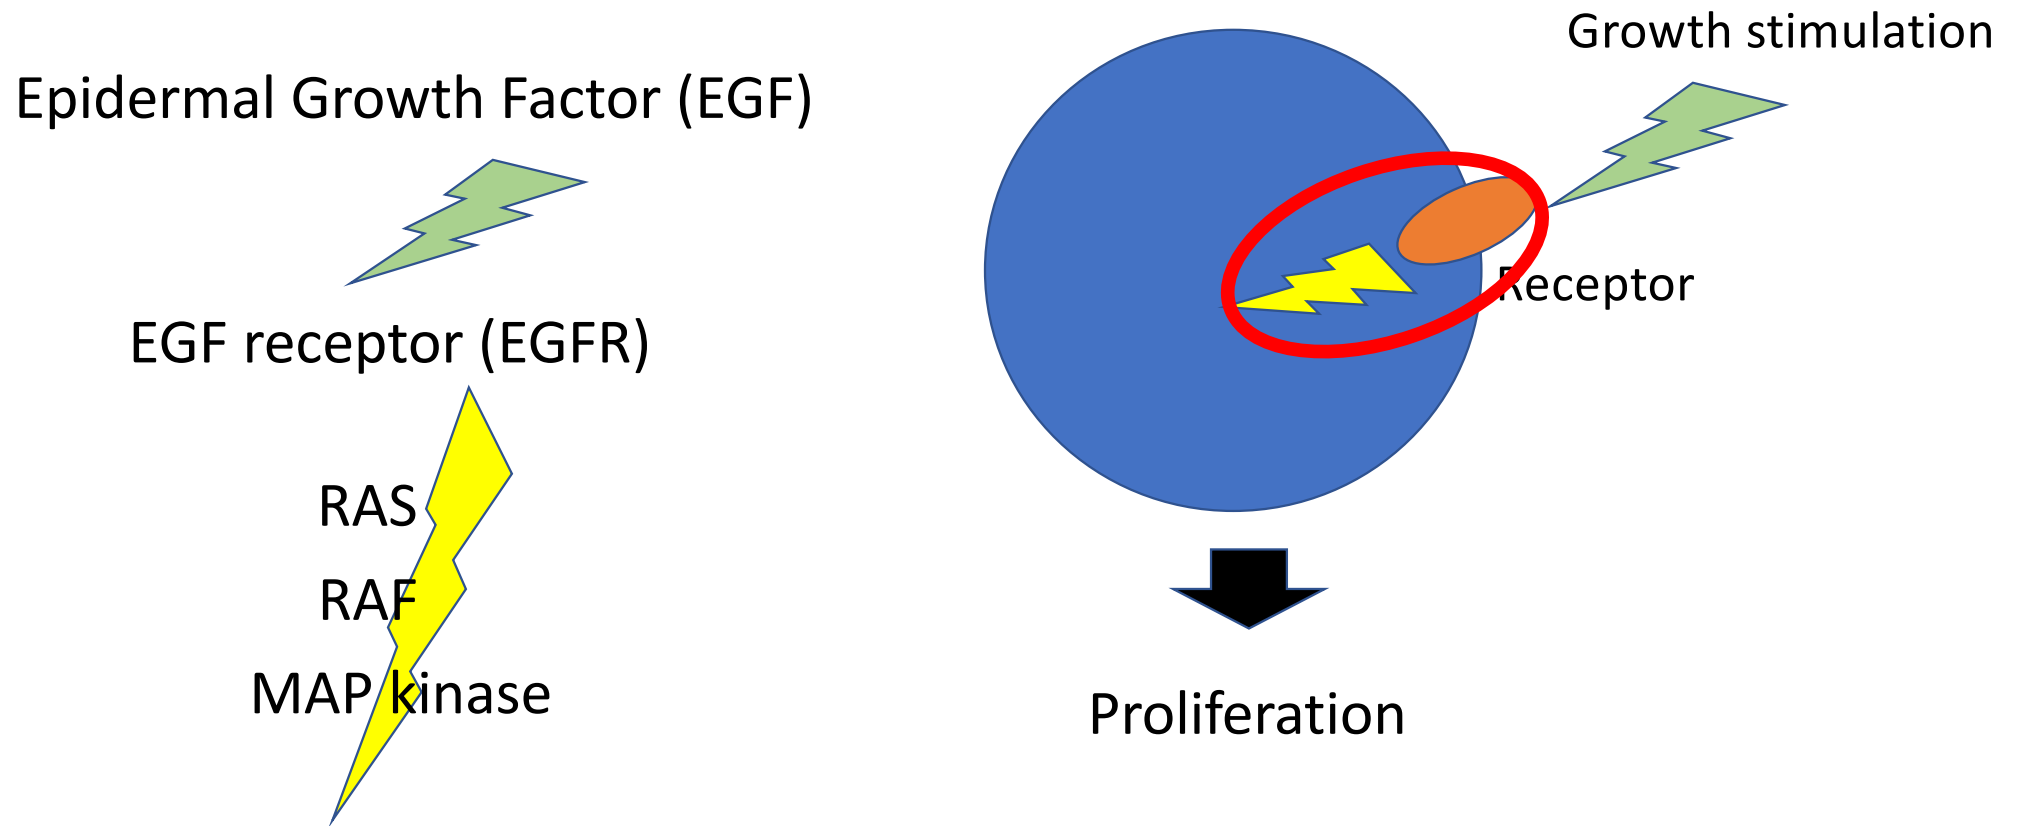 Epidermal Growth Factor (EGF)
EGF receptor (EGFR)
RAS
RAF
MAP kinase
Growth stimulation
Receptor
Proliferation